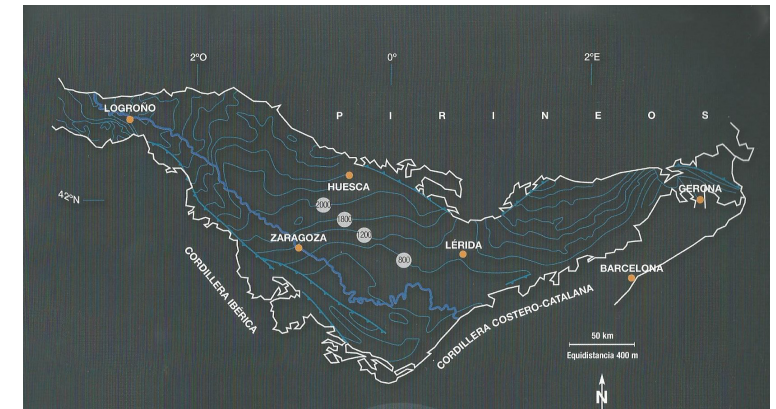 2ºO
0º
2ºE
LOGROÑO
P I R I N E O S
HUESCA
GERONA
42ºN
2000
1800
1200
800
ZARAGOZA
LÉRIDA
BARCELONA
CORDILLERA IBÉRICA
CORDILLERA COSTERO-CATALANA
50 km
Equidistancia 400 m
N